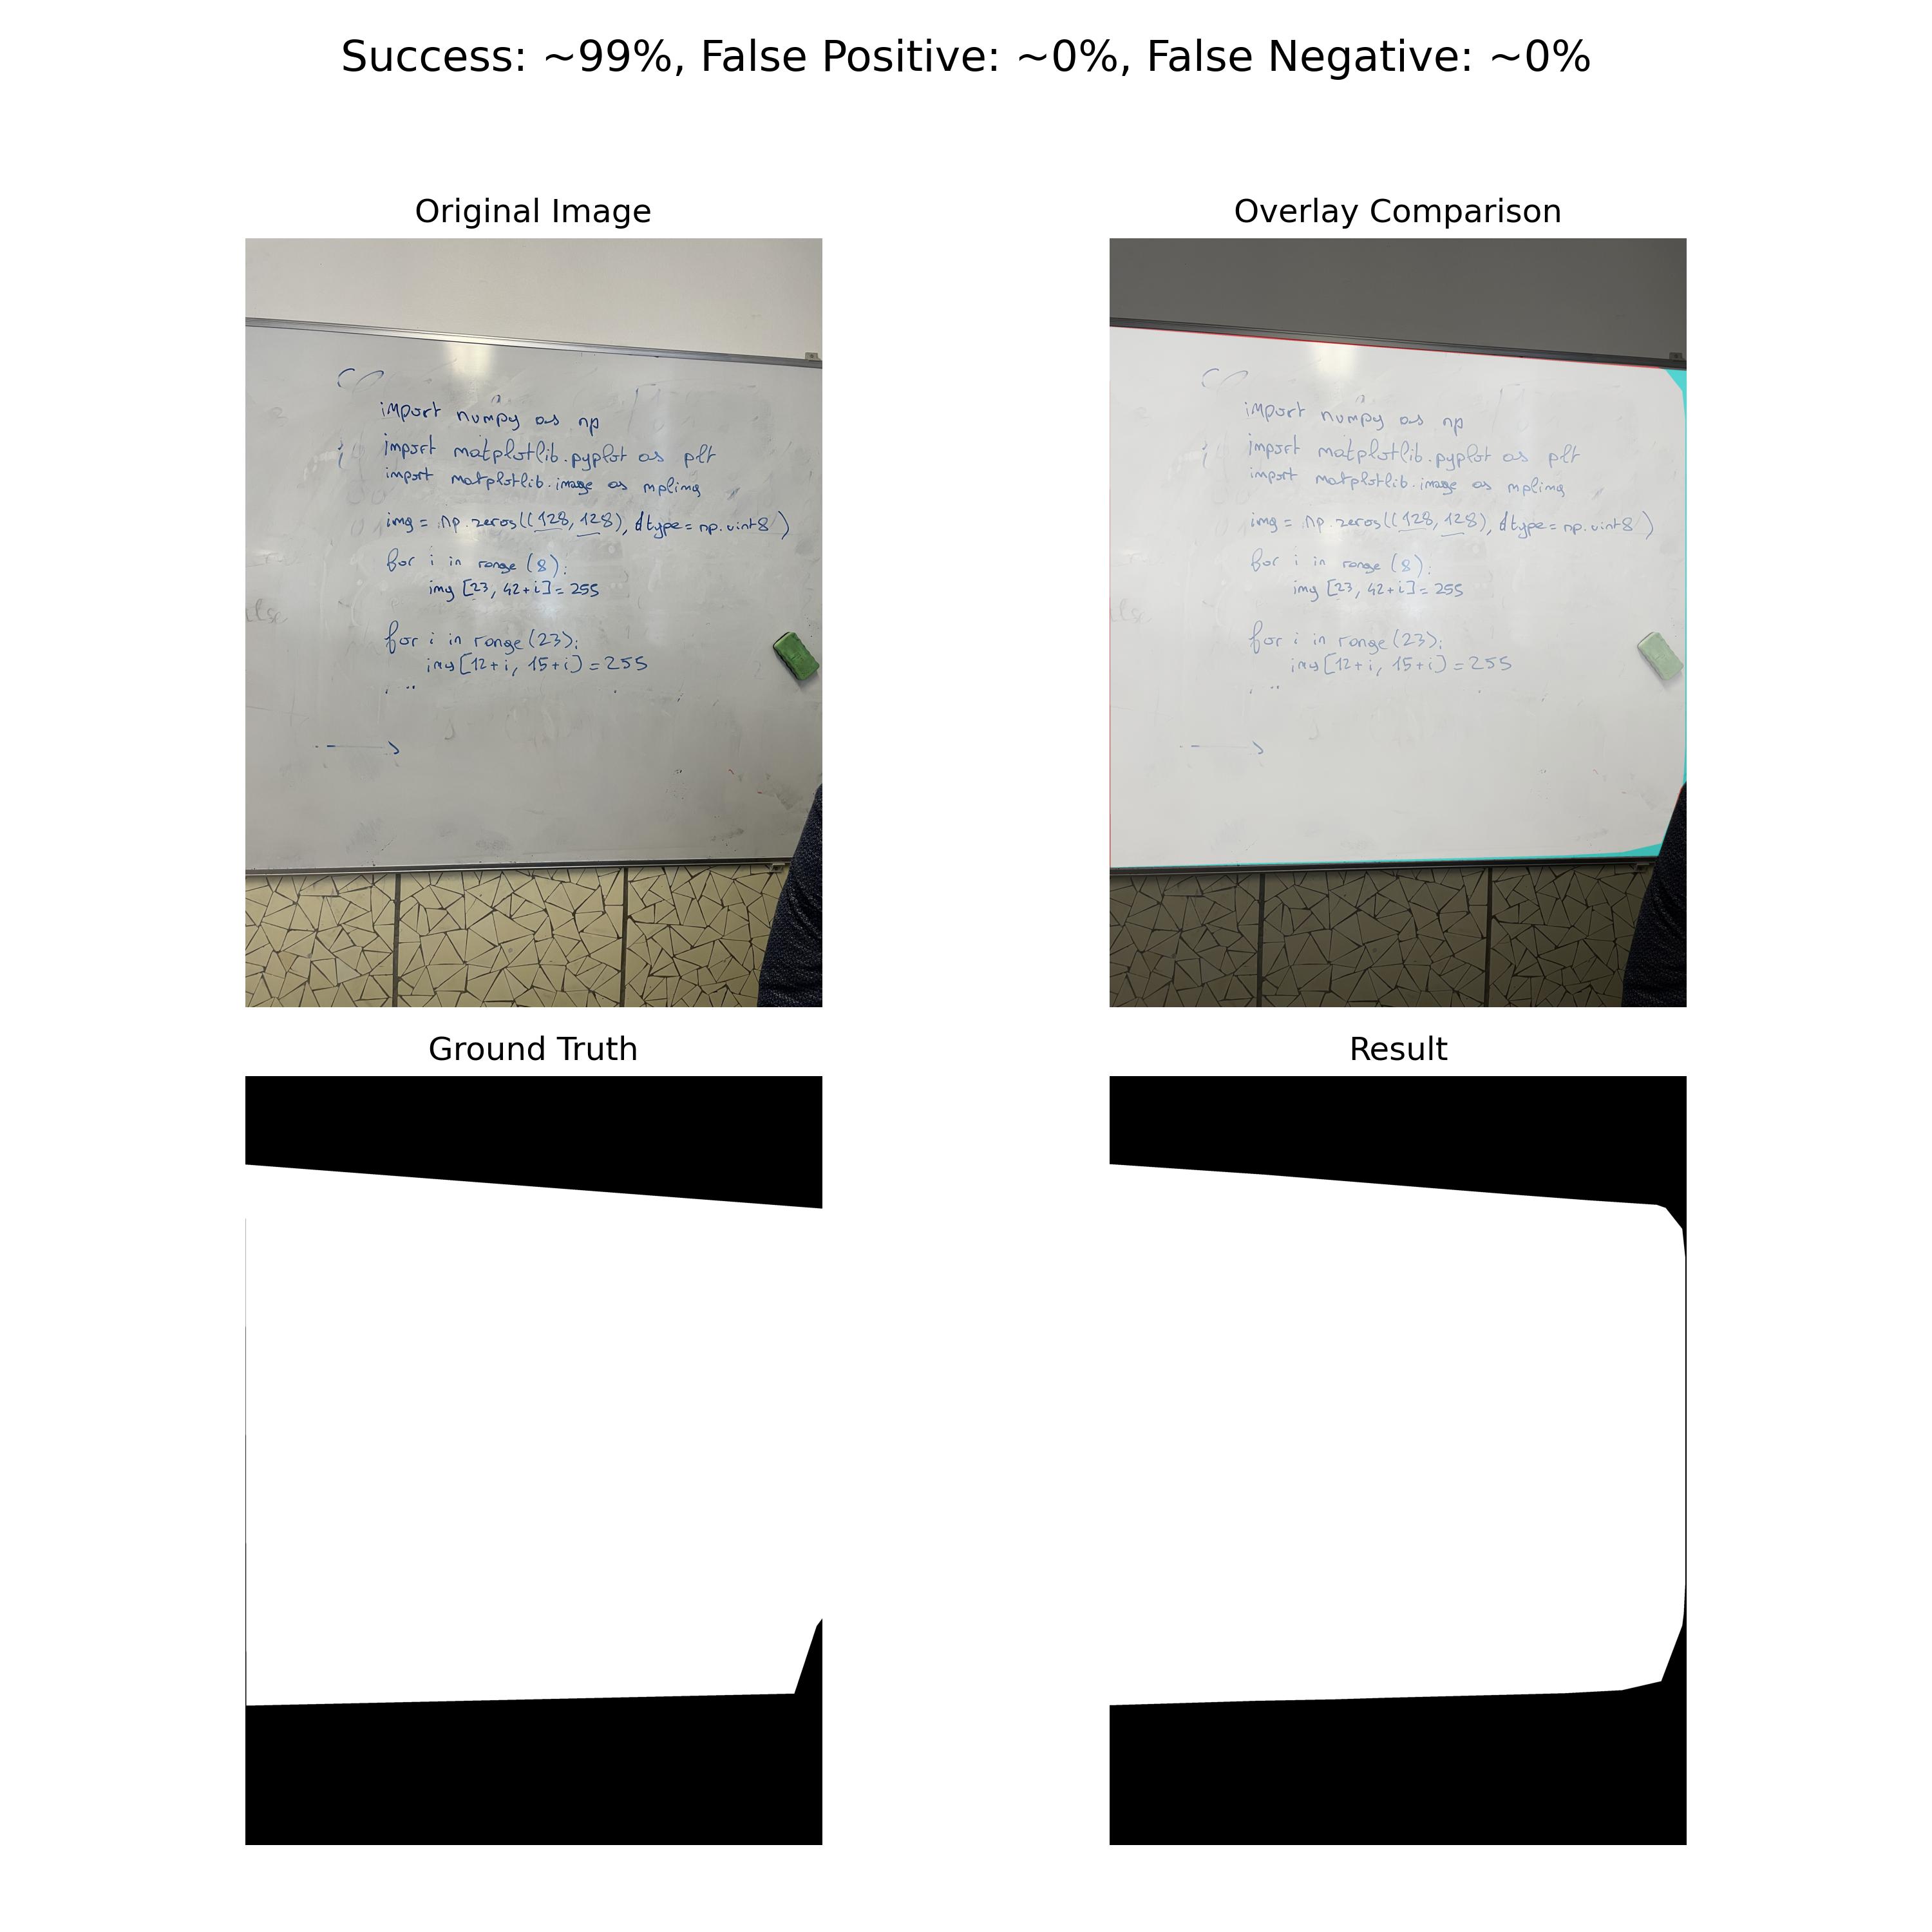 Success: ~99%, False Positive: ~0%, False Negative: ~0%
Original Image
Overlay Comparison
import numpy as np
import matplotlib.pyplot as plt
import matplotlib.image as mpling
img = np.zeros((128, 128), dtype=np.uint8)
for i in range (8):
img [23, 42+i]=255
for i in range (23):
img[12+i, 15+i]=255
import numpy as np
import matplotlib.pyplot as plt
import matplotlib.image as mpling
img = np.zeros((128, 128), dtype=np.uint8)
for i in range (8):
img [23, 42+i]=255
for i in range (23):
img[12+i, 15+i]=255
Ground Truth
Result